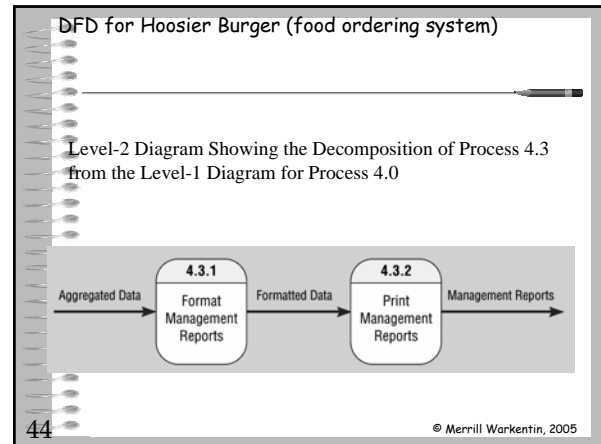 DFD for Hoosier Burger (food ordering system)
Level-2 Diagram Showing the Decomposition of Process 4.3
from the Level-1 Diagram for Process 4.0
Aggregated Data
4.3.1
Format
Management
Reports
Formatted Data
4.3.2
Print
Management
Reports
Management Reports
44
© Merrill Warkentin, 2005